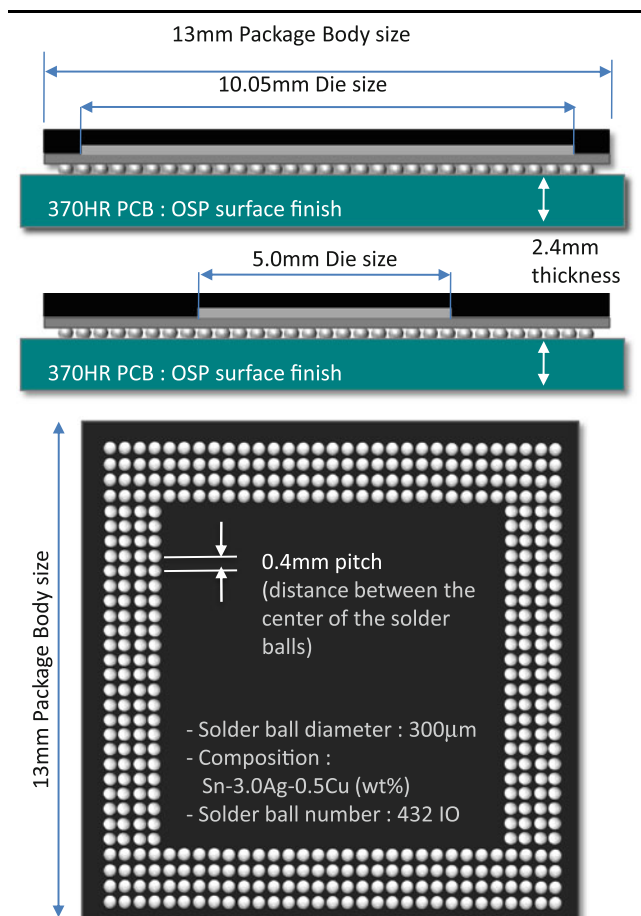 13mm Package Body size
10.05mm Die size
370HR PCB : OSP surface finish
2.4mm
thickness
5.0mm Die size
370HR PCB : OSP surface finish
13mm Package Body size
0.4mm pitch
(distance between the
center of the solder
balls)
- Solder ball diameter : 300μm
- Composition :
Sn-3.0Ag-0.5Cu (wt%)
- Solder ball number : 432 IO